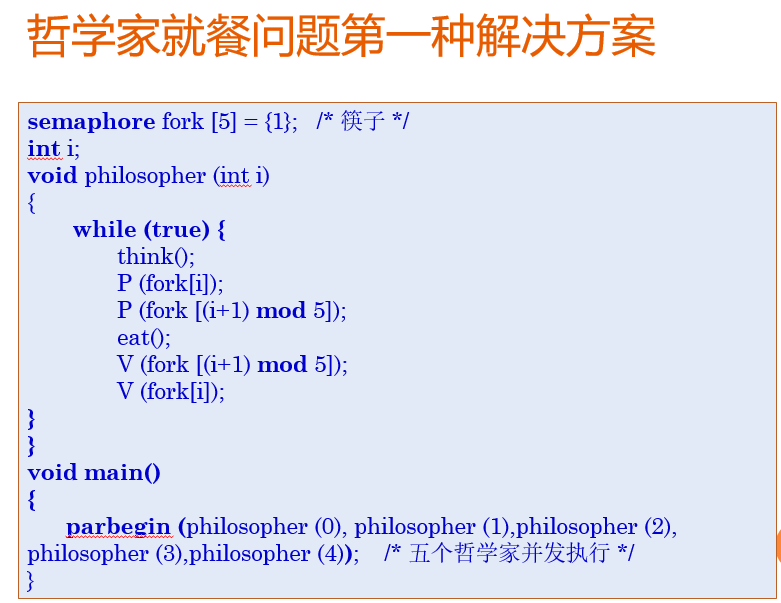 哲学家就餐问题第一种解决方案
semaphore fork [5] = {1};   /* 筷子 */
int i;
void philosopher (int i)
{
while (true) {
think();
P (fork[i]);
P (fork [(i+1) mod 5]);
eat();
V (fork [(i+1) mod 5]);
V (fork[i]);
}
}
void main()
{
parbegin (philosopher (0), philosopher (1),philosopher (2),
philosopher (3),philosopher (4));   /* 五个哲学家并发执行 */
}